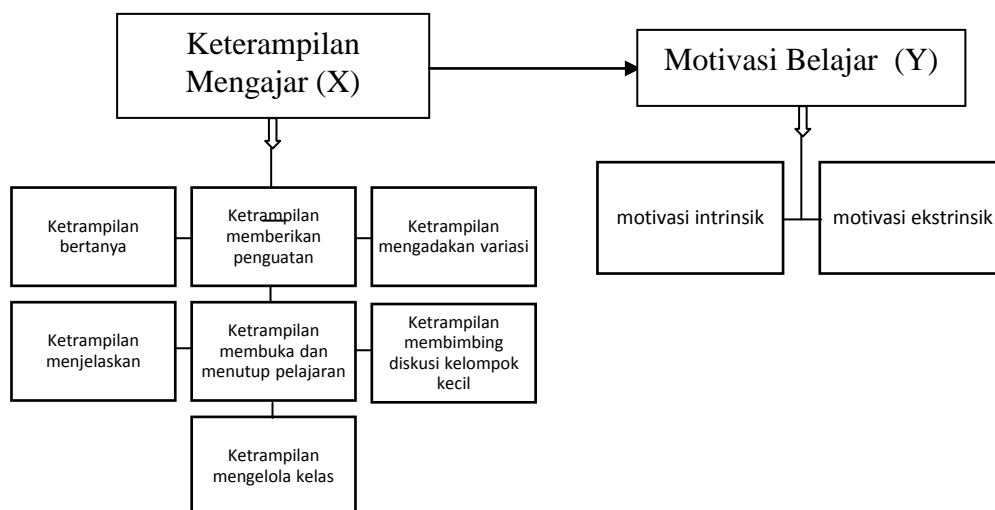 Keterampilan
Mengajar (X)
Motivasi Belajar (Y)
Ketrampilan
bertanya
Ketrampilan
memberikan
penguatan
Ketrampilan
mengadakan variasi
motivasi intrinsik
motivasi ekstrinsik
Ketrampilan
menjelaskan
Ketrampilan
membuka dan
menutup pelajaran
Ketrampilan
membimbing
diskusi kelompok
kecil
Ketrampilan
mengelola kelas